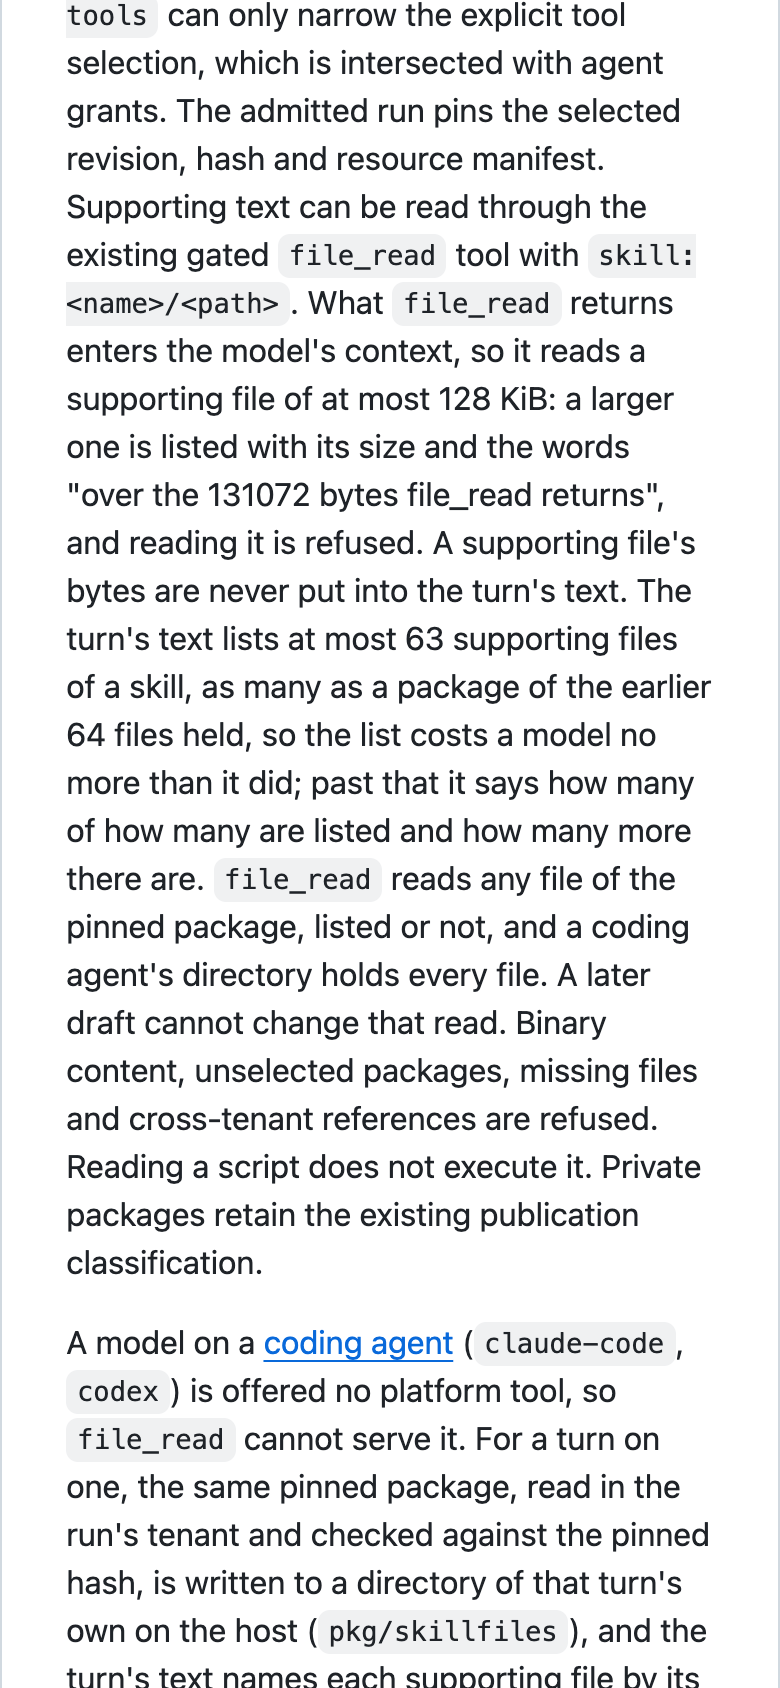 tools can only narrow the explicit tool
selection, which is intersected with agent
grants. The admitted run pins the selected
revision, hash and resource manifest.
Supporting text can be read through the
existing gated file_read tool with skill:
<name>/<path>. What file_read returns
enters the model's context, so it reads a
supporting file of at most 128 KiB: a larger
one is listed with its size and the words
"over the 131072 bytes file_read returns",
and reading it is refused. A supporting file's
bytes are never put into the turn's text. The
turn's text lists at most 63 supporting files
of a skill, as many as a package of the earlier
64 files held, so the list costs a model no
more than it did; past that it says how many
of how many are listed and how many more
there are. file_read reads any file of the
pinned package, listed or not, and a coding
agent's directory holds every file. A later
draft cannot change that read. Binary
content, unselected packages, missing files
and cross-tenant references are refused.
Reading a script does not execute it. Private
packages retain the existing publication
classification.
A model on a coding agent (claude-code,
codex) is offered no platform tool, so
file_read cannot serve it. For a turn on
one, the same pinned package, read in the
run's tenant and checked against the pinned
hash, is written to a directory of that turn's
own on the host (pkg/skillfiles), and the
turn's text names each supporting file by its